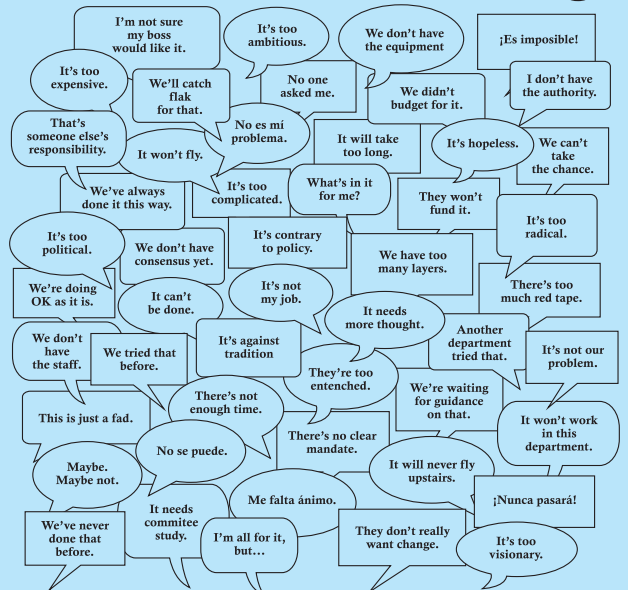 I'm not sure
my boss
would like it.
It's too
ambitious.
We don't have
the equipment
¡Es imposible!
It's too
expensive.
We'll catch
flak
for that.
No one
asked me.
We didn't
budget for it.
I don't have
the authority.
That's
someone else's
responsibility.
It won't fly.
No es mí
problema.
It will take
too long.
It's hopeless.
We can't
take
the chance.
We've always
done it this way.
It's too
complicated.
What's in it
for me?
They won't
fund it.
It's too
radical.
It's too
political.
We don't have
consensus yet.
It's contrary
to policy.
We have too
many layers.
There's too
much red tape.
We're doing
OK as it is.
It can't
be done.
It's not
my job.
It needs
more thought.
Another
department
tried that.
It's not our
problem.
We don't
have
the staff.
We tried that
before.
It's against
tradition
They're too
entenched.
We're waiting
for guidance
on that.
This is just a fad.
There's not
enough time.
There's no clear
mandate.
It won't work
in this
department.
Maybe.
Maybe not.
No se puede.
It will never fly
upstairs.
We've never
done that
before.
It needs
commitee
study.
Me falta ánimo.
¡Nunca pasará!
I'm all for it,
but...
They don't really
want change.
It's too
visionary.